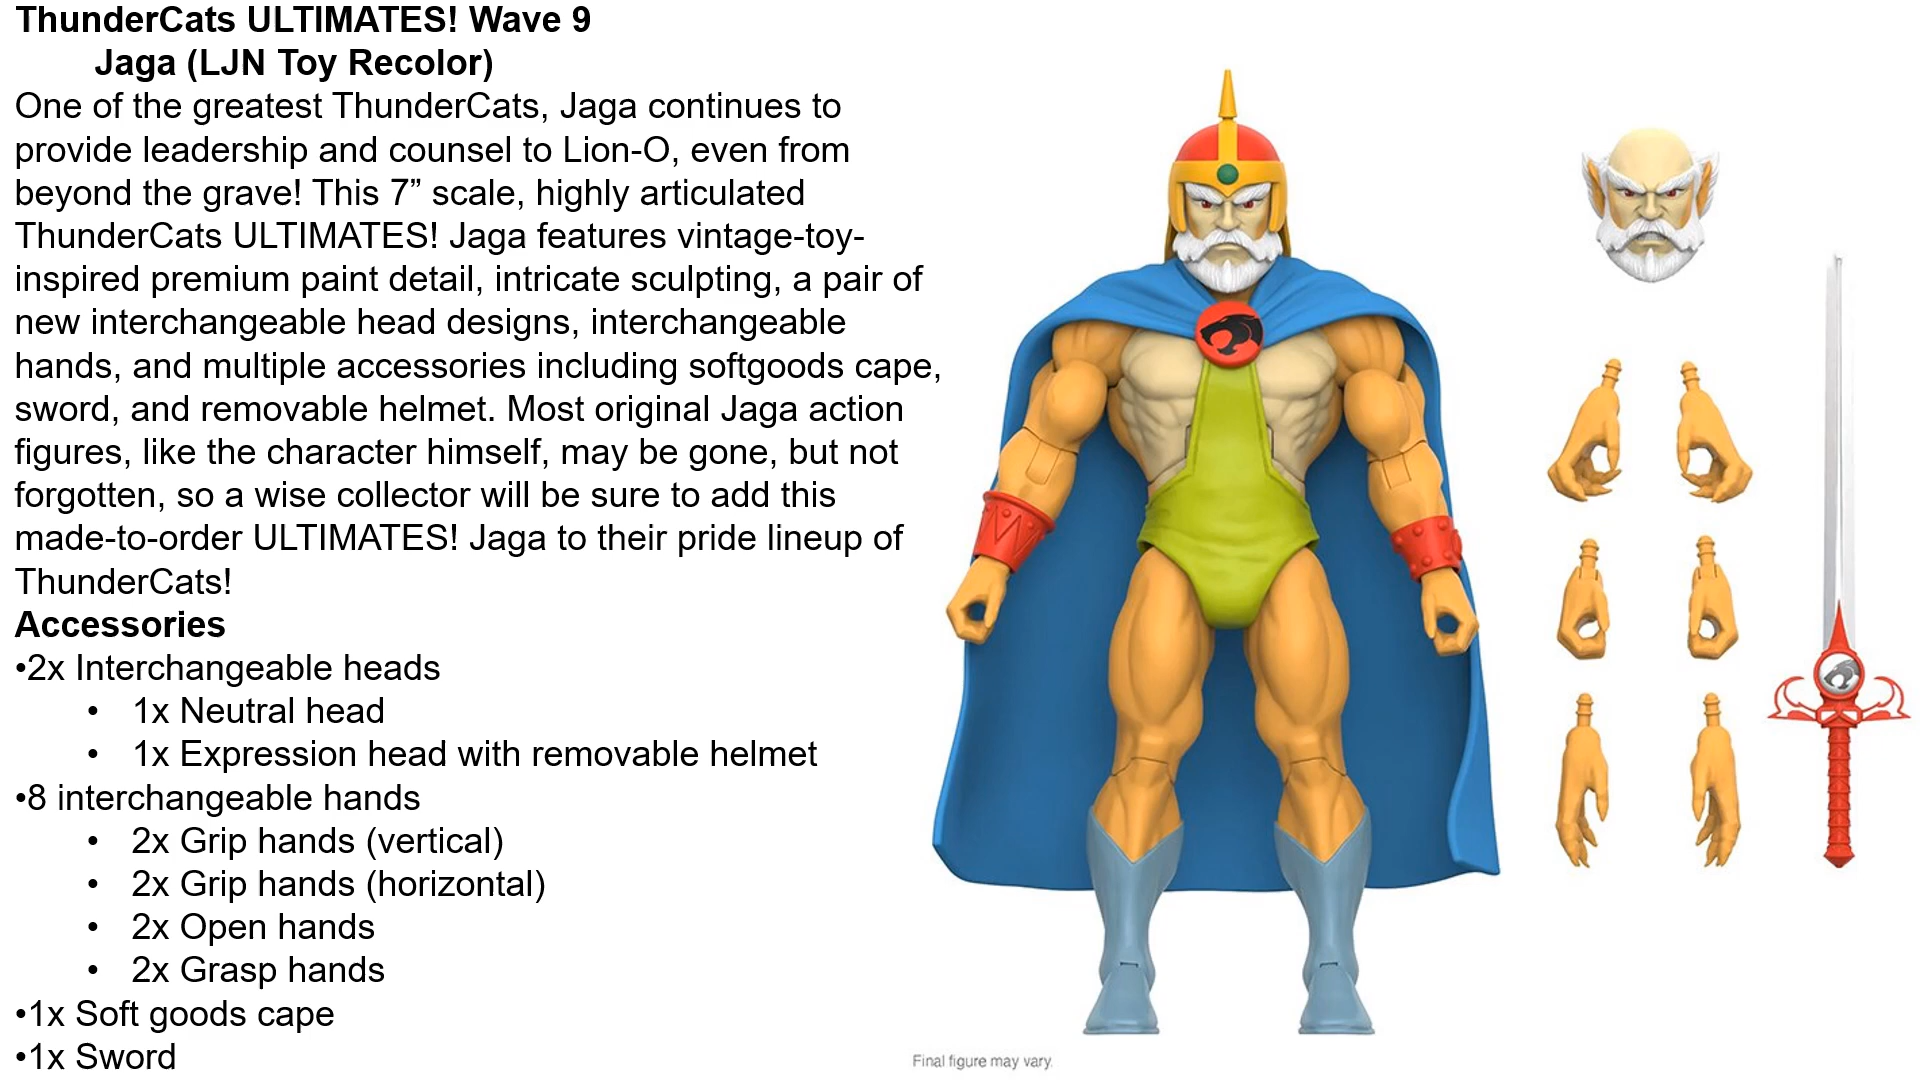 ThunderCats ULTIMATES! Wave 9
Jaga (LJN Toy Recolor)
One of the greatest ThunderCats, Jaga continues to
provide leadership and counsel to Lion-O, even from
beyond the grave! This 7” scale, highly articulated
ThunderCats ULTIMATES! Jaga features vintage-toy-
inspired premium paint detail, intricate sculpting, a pair of
new interchangeable head designs, interchangeable
hands, and multiple accessories including softgoods cape,
sword, and removable helmet. Most original Jaga action
figures, like the character himself, may be gone, but not
forgotten, so a wise collector will be sure to add this
made-to-order ULTIMATES! Jaga to their pride lineup of
ThunderCats!
Accessories
•2x Interchangeable heads
• 1x Neutral head
• 1x Expression head with removable helmet
•8 interchangeable hands
• 2x Grip hands (vertical)
• 2x Grip hands (horizontal)
• 2x Open hands
• 2x Grasp hands
•1x Soft goods cape
•1x Sword
Final figure may vary.